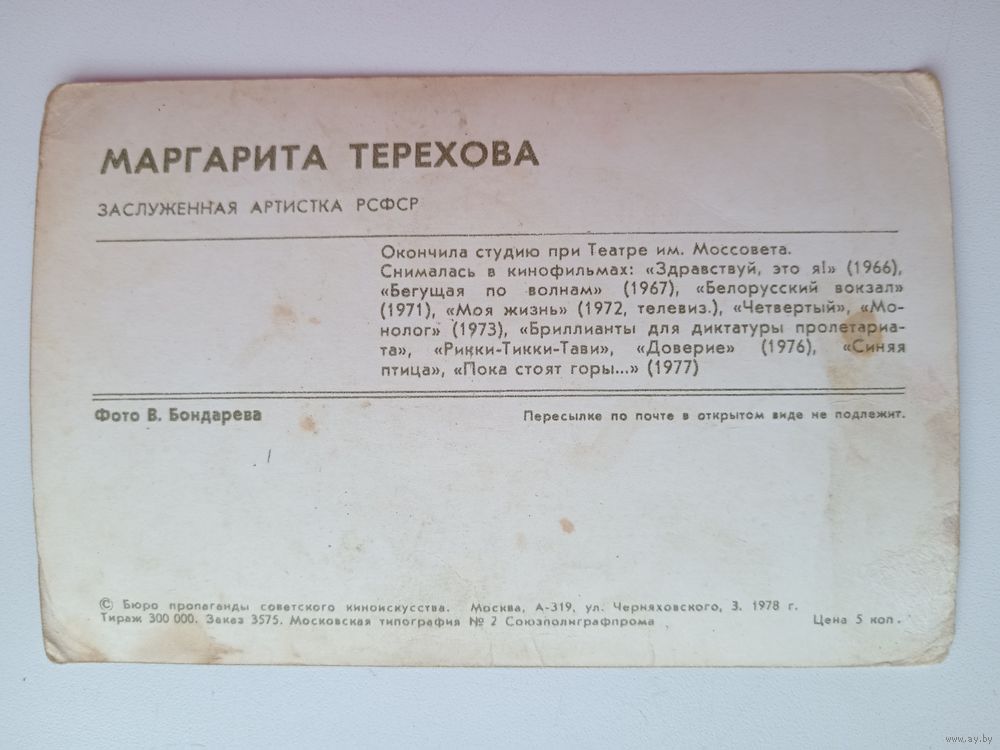 МАРГАРИТА ТЕРЕХОВА
ЗАСЛУЖЕННАЯ АРТИСТКА РСФСР
Окончила студию при Театре им. Моссовета.
Снималась в кинофильмах: «Здравствуй, это я!» (1966),
«Бегущая по волнам» (1967), «Белорусский вокзал»
(1971), «Моя жизнь» (1972, телевиз.), «Четвертый», «Мо-
нолог» (1973), «Бриллианты для диктатуры пролетариа-
та», «Рикки-Тикки-Тави», «Доверие» (1976), «Синяя
птица», «Пока стоят горы...» (1977)
Фото В. Бондарева
Пересылке по почте в открытом виде не подлежит.
© Бюро пропаганды советского киноискусства. Москва, А-319, ул. Черняховского, 3. 1978 г.
Тираж 300 000. Заказ 3575. Московская типография № 2 Союзполиграфпрома
Цена 5 коп.
www.ay.by